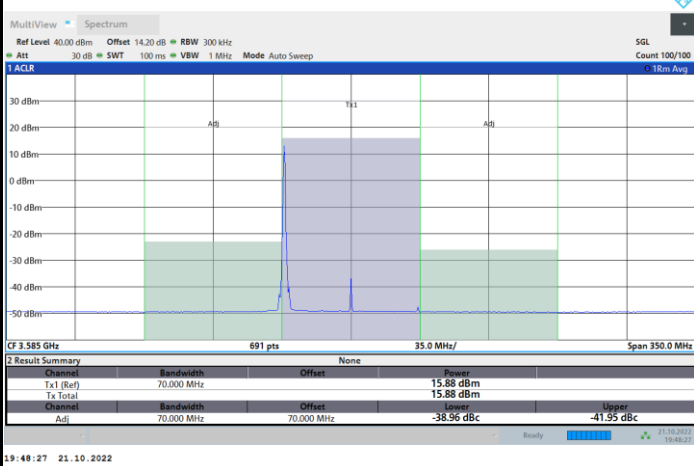 MultiView Spectrum
Ref Level 40.00 dBm Offset 14.20 dB RBW 300 kHz SGL
Att 30 dB SWT 100 ms VBW 1 MHz Mode Auto Sweep Count 100/100
1 ACLR 1Rm Avg
30 dBm
Tx1
20 dBm
Adj Adj
10 dBm
0 dBm
-10 dBm
-20 dBm
-30 dBm
-40 dBm
-50 dBm
CF 3.585 GHz 691 pts 35.0 MHz/ Span 350.0 MHz
2 Result Summary None
Channel Bandwidth Offset Power
Tx1 (Ref) 70.000 MHz 15.88 dBm
Tx Total 15.88 dBm
Channel Bandwidth Offset Lower Upper
Adj 70.000 MHz 70.000 MHz -38.96 dBc -41.95 dBc
Ready 21.10.2022
19:48:27
19:48:27 21.10.2022